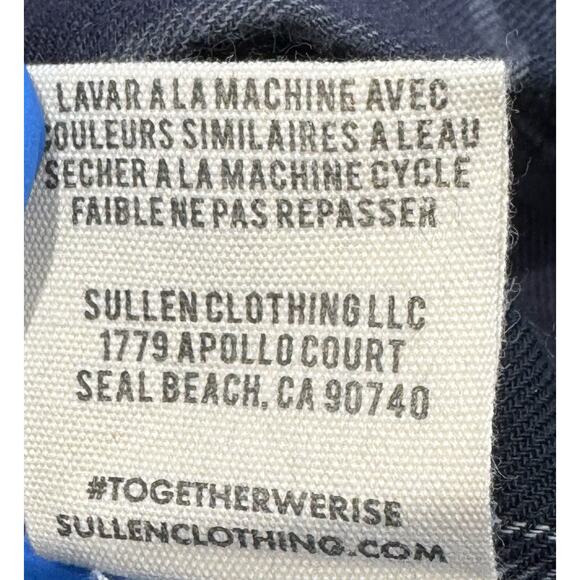 LAVAR A LA MACHINE AVEC
COULEURS SIMILAIRES A LEAU
SECHER A LA MACHINE CYCLE
FAIBLE NE PAS REPASSER
SULLEN CLOTHING LLC
1779 APOLLO COURT
SEAL BEACH, CA 90740
#TOGETHERWERISE
SULLENCLOTHING.COM